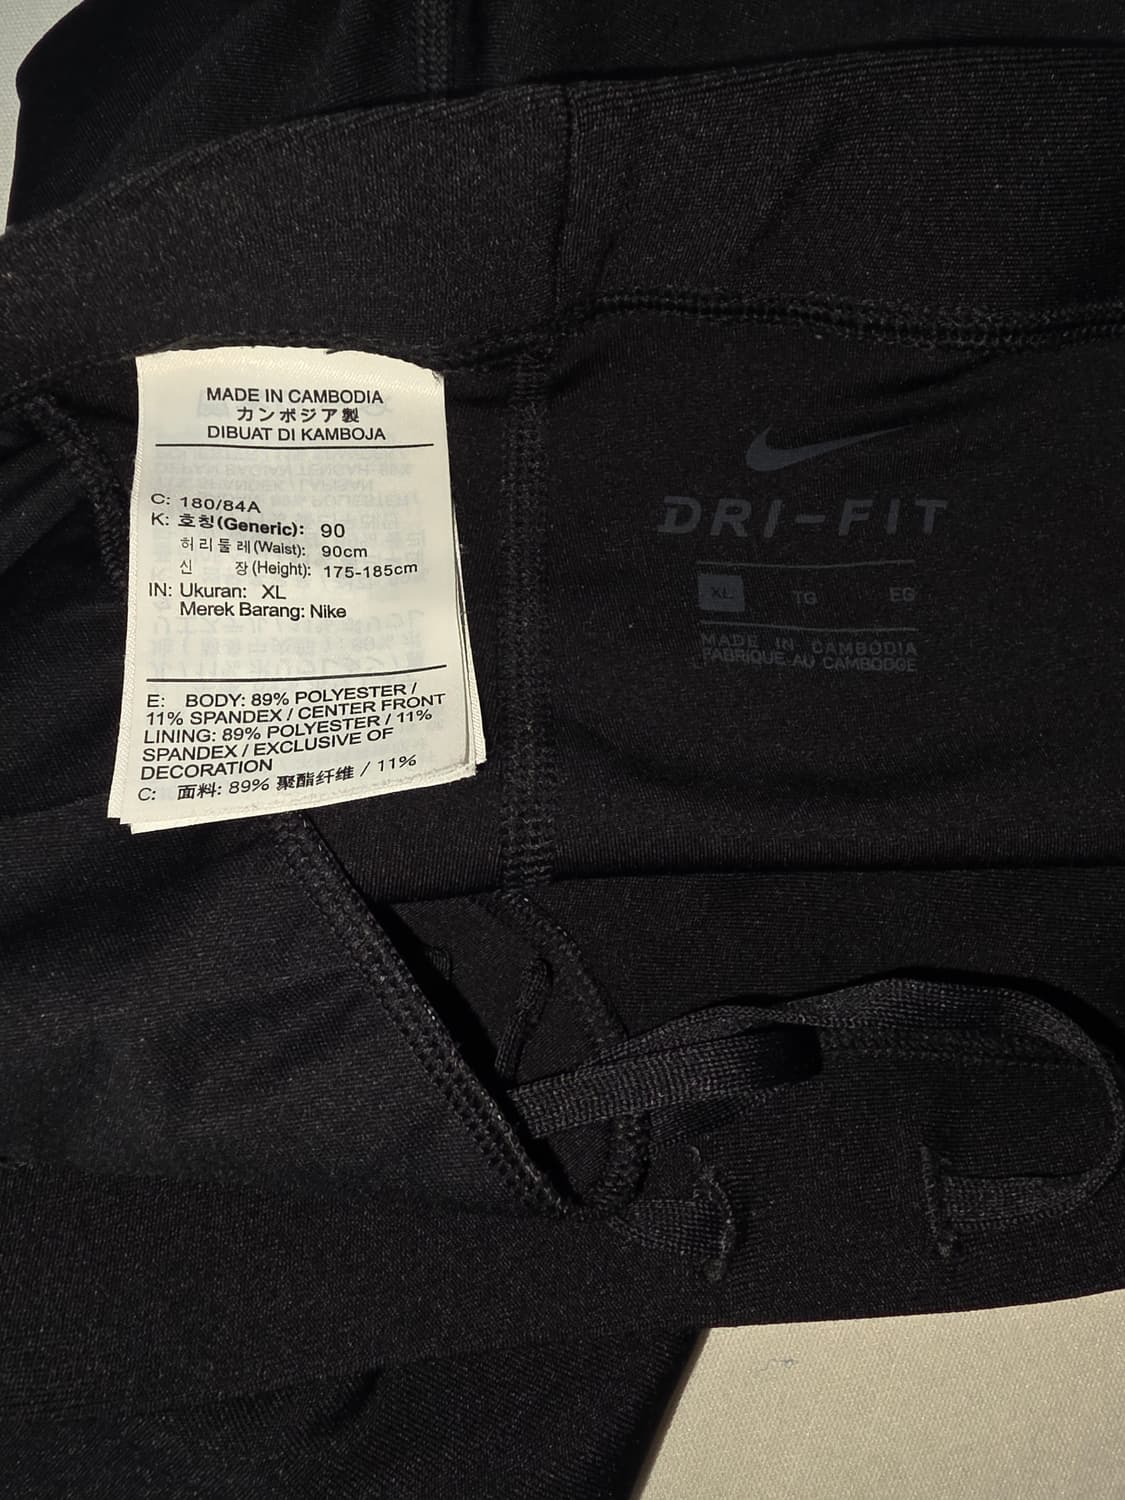 MADE IN CAMBODIA
カンボジア製
DIBUAT DI KAMBOJA
C: 180/84A
K: 호칭(Generic): 90
허리둘레(Waist): 90cm
신 장(Height): 175-185cm
IN: Ukuran: XL
Merek Barang: Nike
E: BODY: 89% POLYESTER /
11% SPANDEX / CENTER FRONT
LINING: 89% POLYESTER / 11%
SPANDEX / EXCLUSIVE OF
DECORATION
C: 面料: 89% 聚酯纤维 / 11%
DRI-FIT
XL TG EG
MADE IN CAMBODIA
FABRIQUÉ AU CAMBODGE